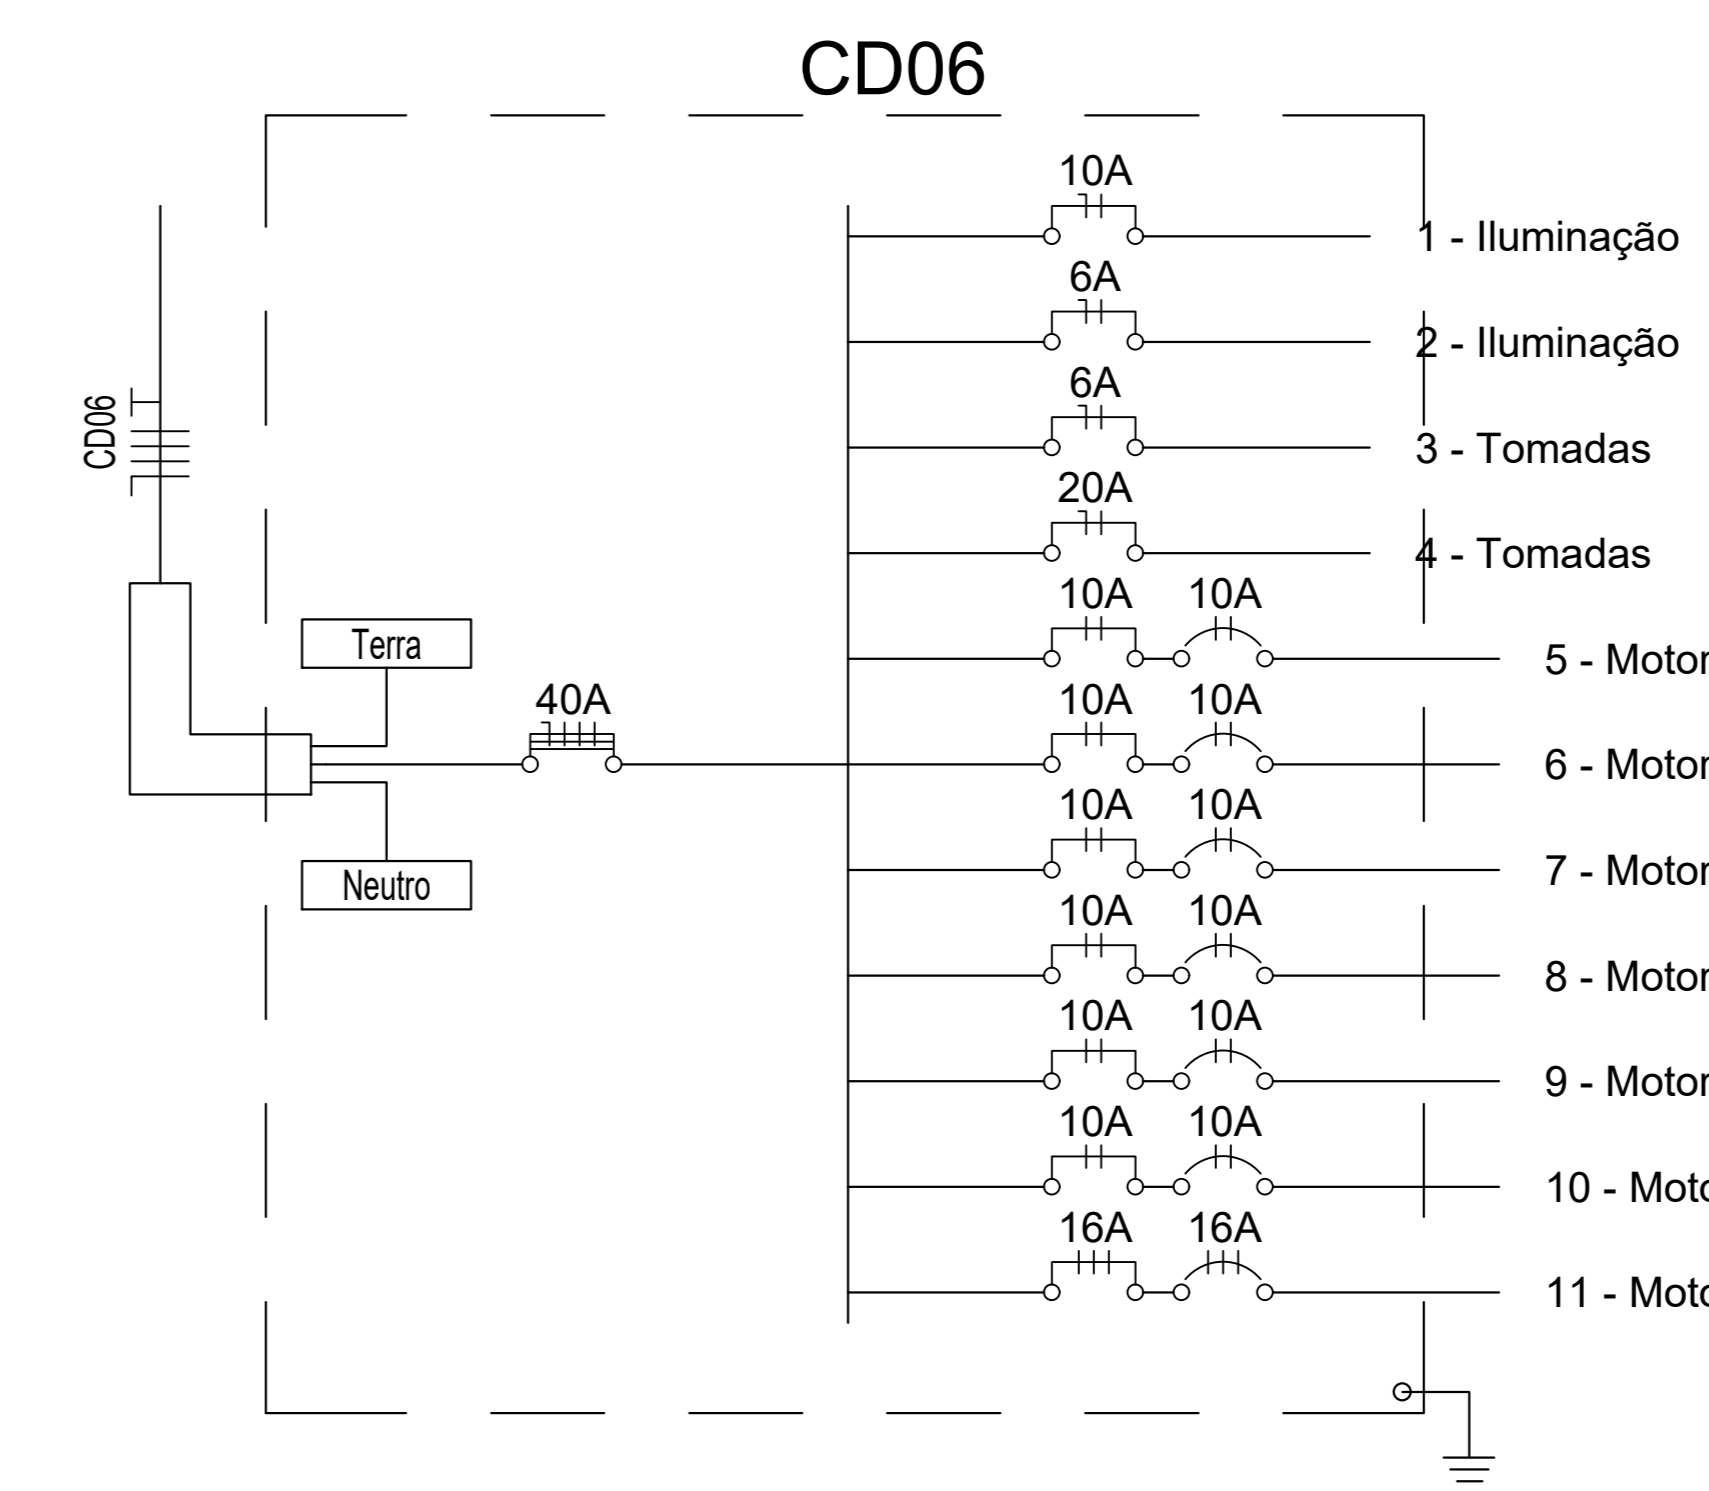 CD06
10A
1 - Iluminação
6A
2 - Iluminação
6A
3 - Tomadas
20A
4 - Tomadas
CD06
10A 10A
5 - Motor
Terra
40A
10A 10A
6 - Motor
10A 10A
7 - Motor
Neutro
10A 10A
8 - Motor
10A 10A
9 - Motor
10A 10A
10 - Moto
16A 16A
11 - Moto